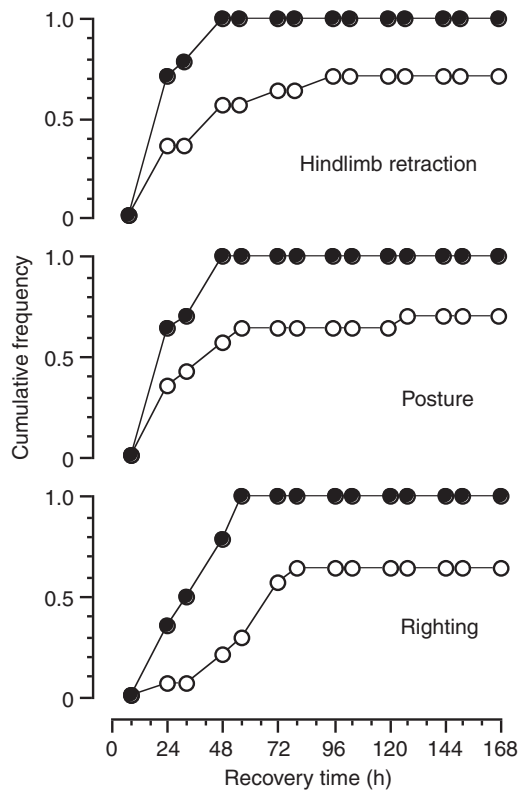 1.0
0.5
0
Hindlimb retraction
1.0
0.5
0
Posture
Cumulative frequency
1.0
0.5
0
Righting
0 24 48 72 96 120 144 168
Recovery time (h)